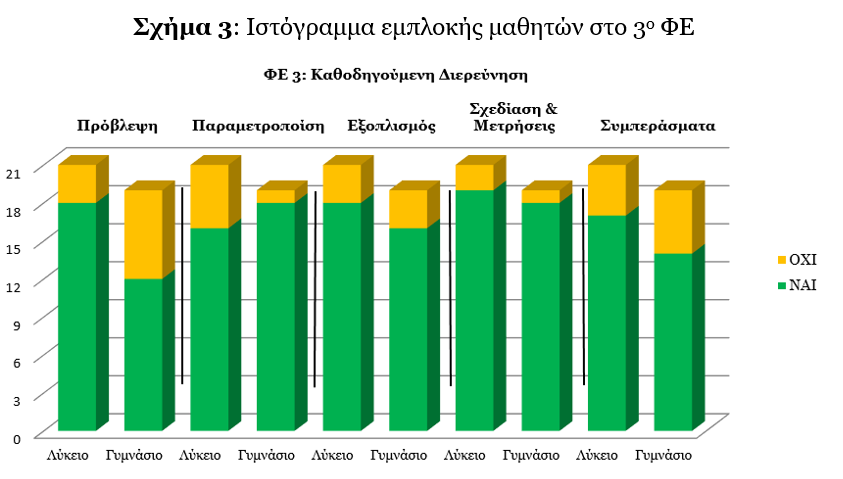 Σχήμα 3: Ιστόγραμμα εμπλοκής μαθητών στο 3ο ΦΕ
ΦΕ 3: Καθοδηγούμενη Διερεύνηση
Πρόβλεψη Παραμετροποίση Εξοπλισμός Σχεδίαση &
Μετρήσεις Συμπεράσματα
21
18
15
12
9
6
3
0
ΟΧΙ
ΝΑΙ
Λύκειο Γυμνάσιο Λύκειο Γυμνάσιο Λύκειο Γυμνάσιο Λύκειο Γυμνάσιο Λύκειο Γυμνάσιο